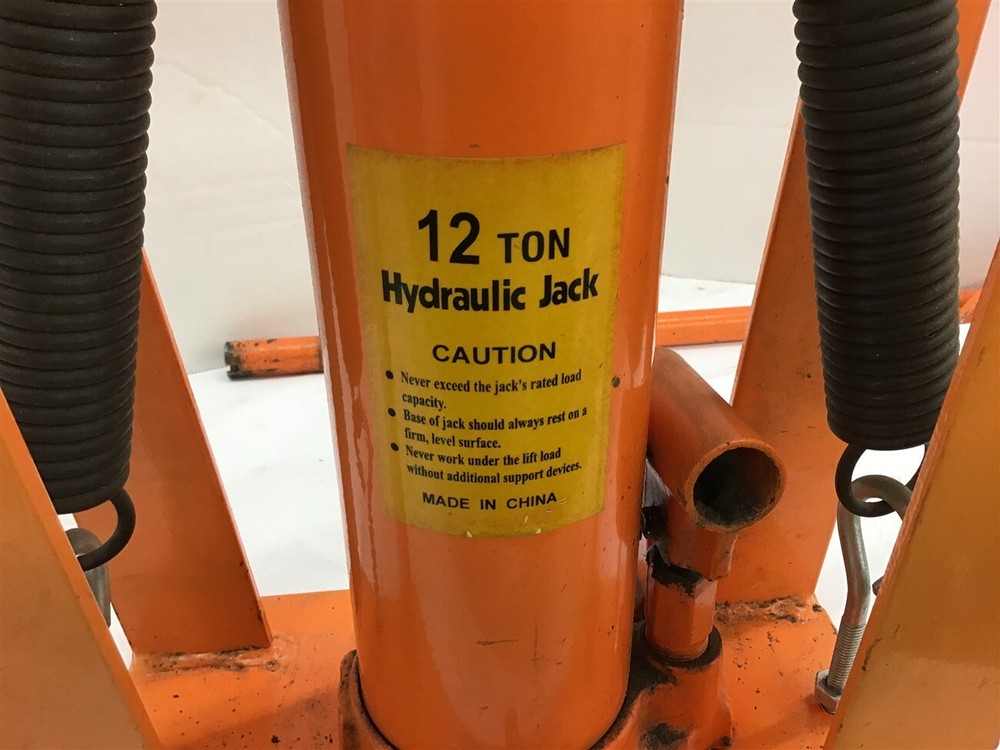 12 TON
Hydraulic Jack
CAUTION
• Never exceed the jack's rated load
capacity.
• Base of jack should always rest on a
firm, level surface.
• Never work under the lift load
without additional support devices.
MADE IN CHINA